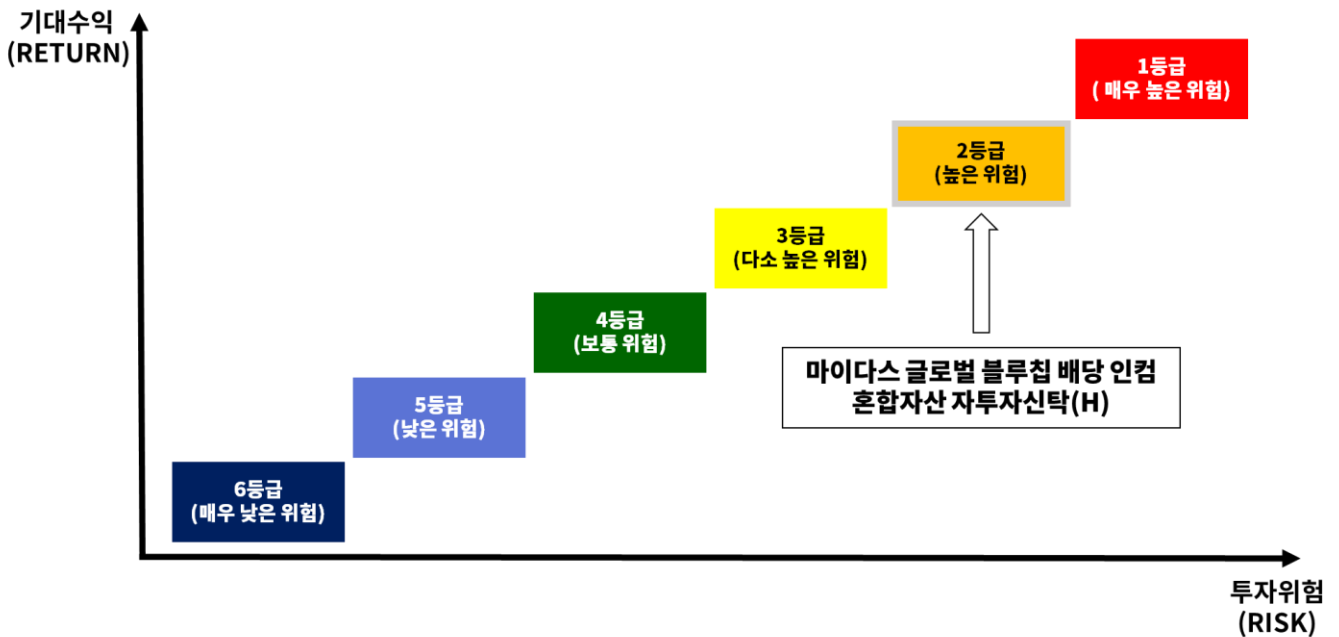 기대수익
(RETURN)
1등급
( 매우 높은 위험)
2등급
(높은 위험)
3등급
(다소 높은 위험)
4등급
(보통 위험)
마이다스 글로벌 블루칩 배당 인컴
혼합자산 자투자신탁(H)
5등급
(낮은 위험)
6등급
(매우 낮은 위험)
투자위험
(RISK)